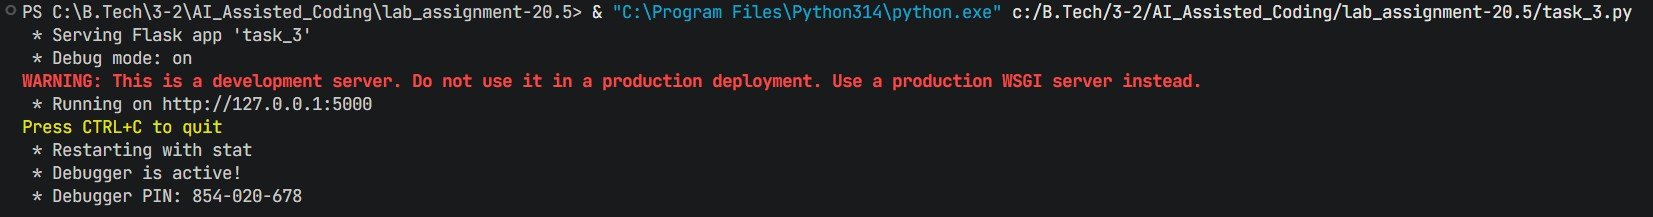 PS C:\B.Tech\3-2\AI_Assisted_Coding\lab_assignment-20.5> & "C:\Program Files\Python314\python.exe" c:/B.Tech/3-2/AI_Assisted_Coding/lab_assignment-20.5/task_3.py
* Serving Flask app 'task_3'
* Debug mode: on
WARNING: This is a development server. Do not use it in a production deployment. Use a production WSGI server instead.
* Running on http://127.0.0.1:5000
Press CTRL+C to quit
* Restarting with stat
* Debugger is active!
* Debugger PIN: 854-020-678